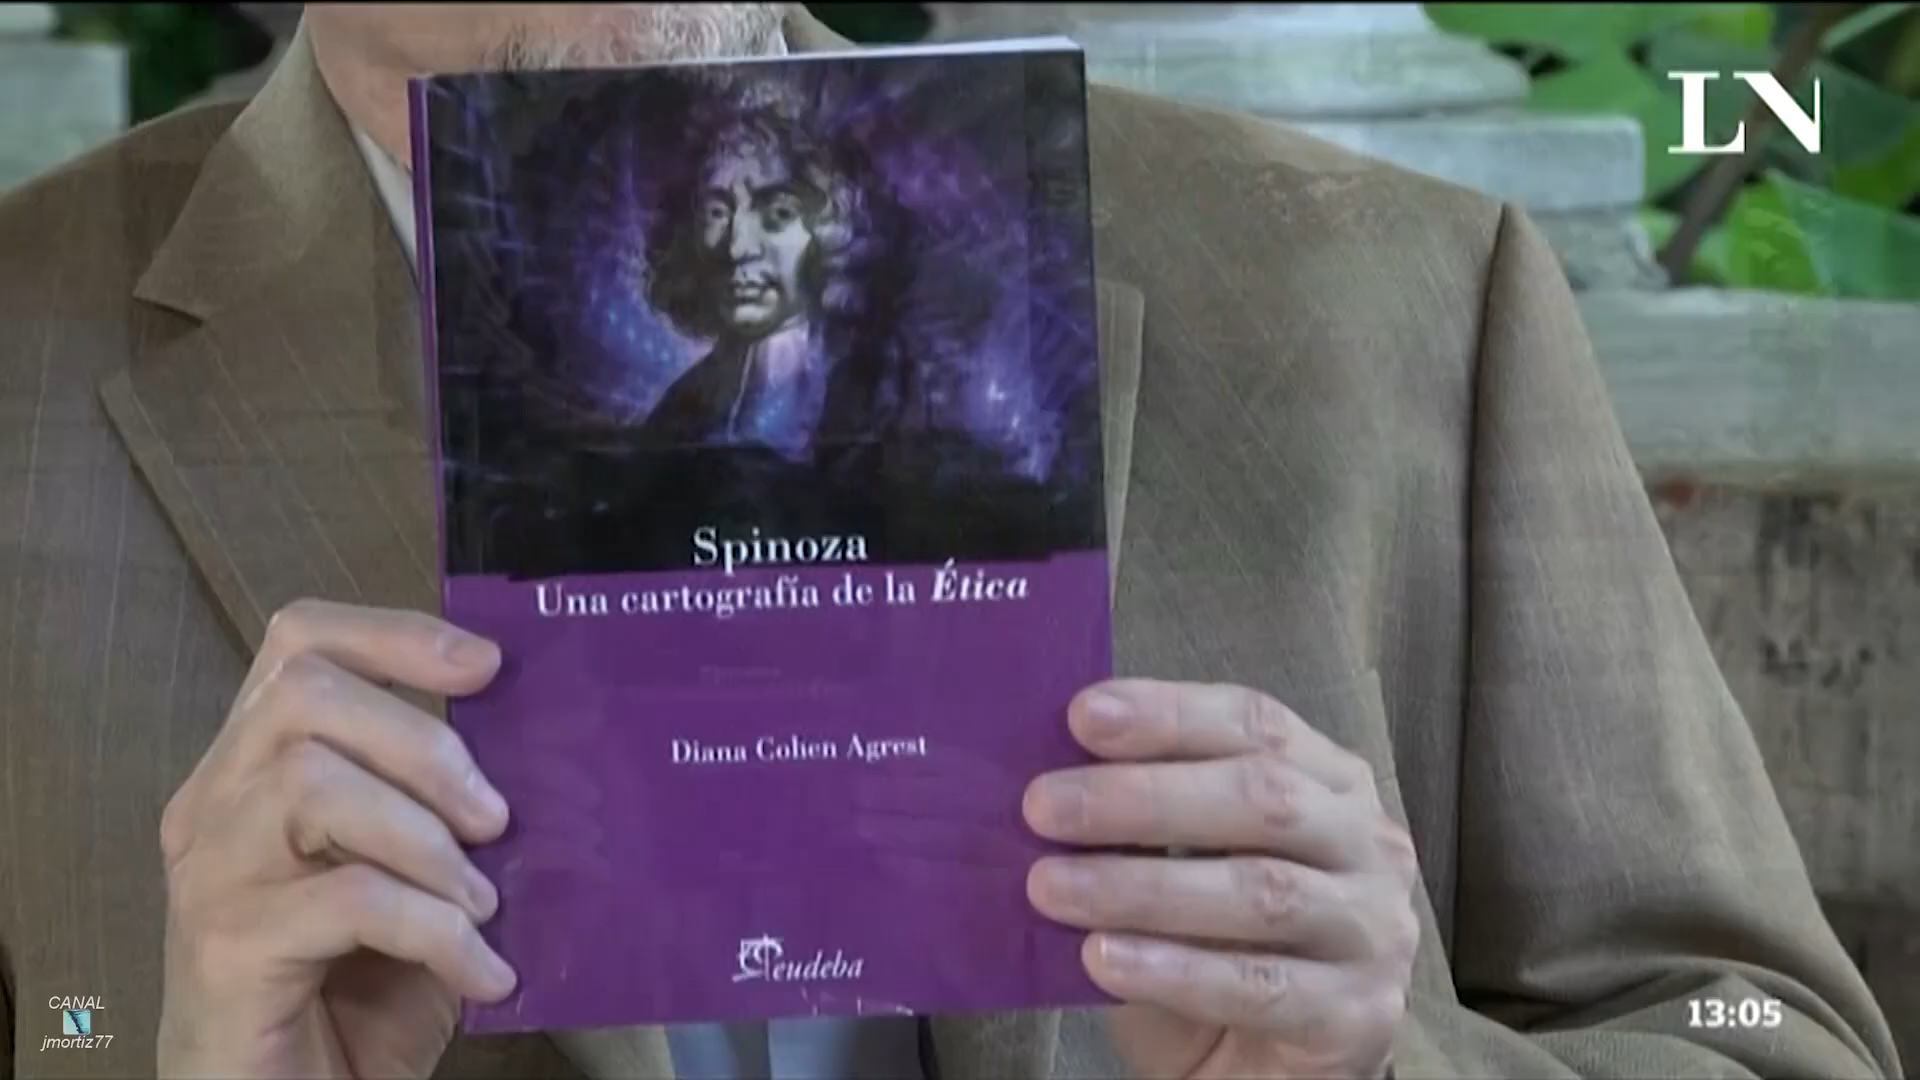 LN
Spinoza
Una cartografía de la Ética
Diana Cohen Agrest
eudeba
CANAL
jmortiz77
13:05